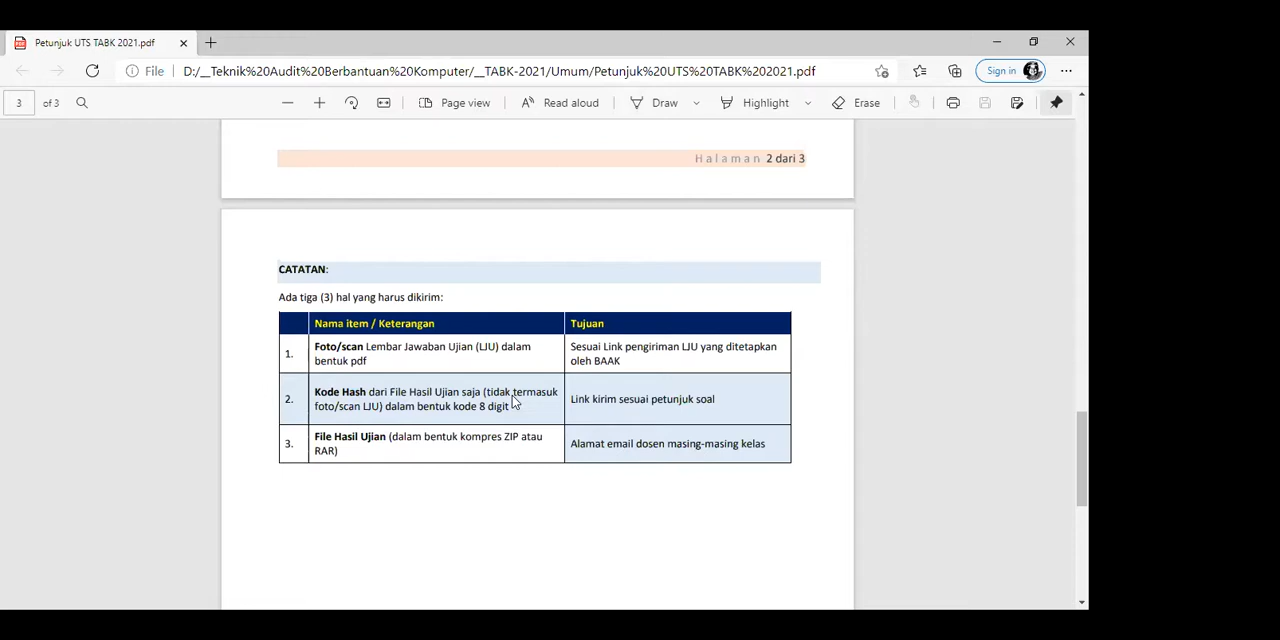 Petunjuk UTS TABK 2021.pdf
File D:/__Teknik%20Audit%20Berbantuan%20Komputer/__TABK-2021/Umum/Petunjuk%20UTS%20TABK%202021.pdf Sign in
3 of 3 Page view Read aloud Draw Highlight Erase
Halaman 2 dari 3
CATATAN:
Ada tiga (3) hal yang harus dikirim:
Nama item / Keterangan Tujuan
1. Foto/scan Lembar Jawaban Ujian (LJU) dalam
bentuk pdf
Sesuai Link pengiriman LJU yang ditetapkan
oleh BAAK
2. Kode Hash dari File Hasil Ujian saja (tidak termasuk
foto/scan LJU) dalam bentuk kode 8 digit
Link kirim sesuai petunjuk soal
3. File Hasil Ujian (dalam bentuk kompres ZIP atau
RAR)
Alamat email dosen masing-masing kelas